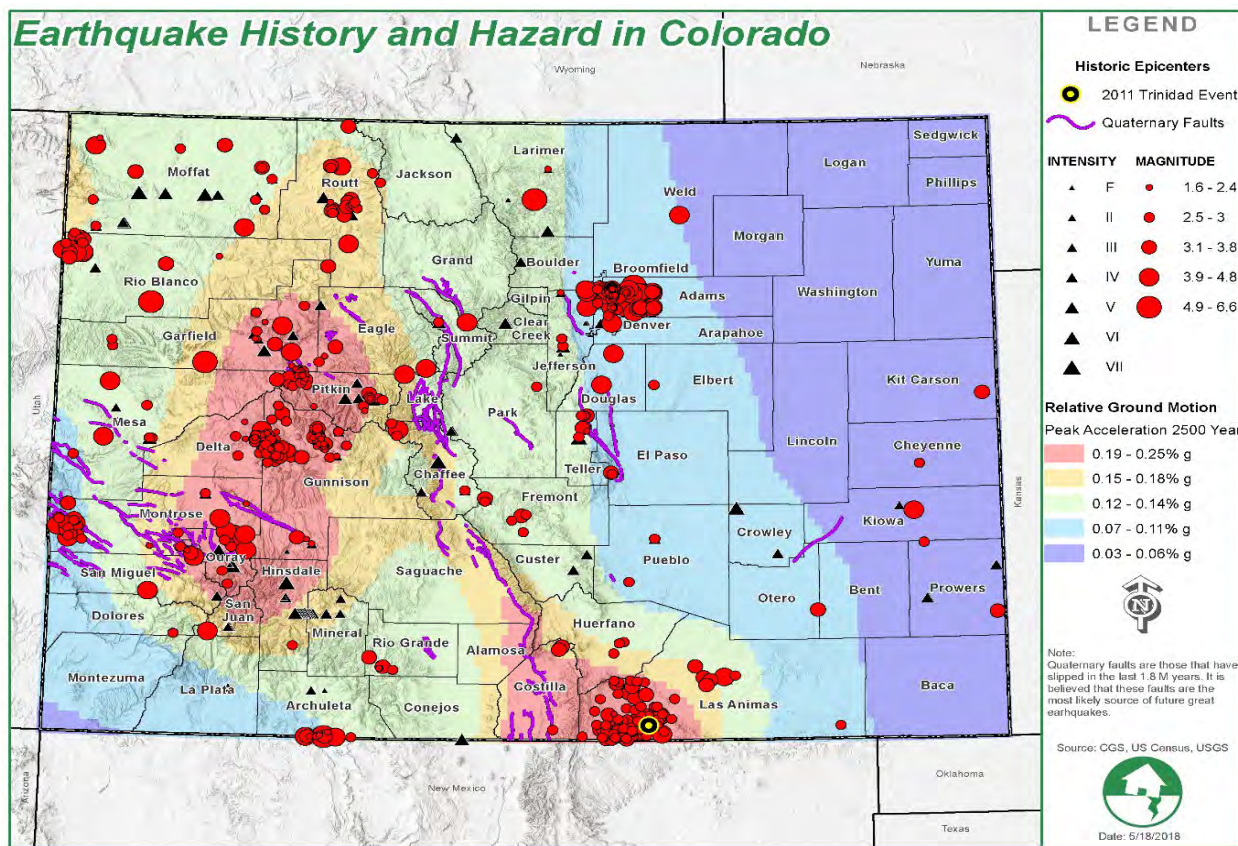 Earthquake History and Hazard in Colorado
Wyoming
Nebraska
Sedgwick
Logan
Phillips
Larimer
Jackson
Moffat
Routt
Weld
Morgan
Yuma
Grand
Boulder
Broomfield
Rio Blanco
Gilpin
Adams
Washington
Garfield
Eagle
Summit
Clear
Creek
Denver
Arapahoe
Jefferson
Pitkin
Lake
Elbert
Kit Carson
Douglas
Utah
Mesa
Park
Delta
Lincoln
Cheyenne
Gunnison
Chaffee
Teller
El Paso
Fremont
Kansas
Montrose
Kiowa
Crowley
Ouray
Custer
Pueblo
San Miguel
Hinsdale
Saguache
Bent
Prowers
Otero
Dolores
San
Juan
Mineral
Huerfano
Rio Grande
Alamosa
Montezuma
La Plata
Costilla
Baca
Archuleta
Conejos
Las Animas
Arizona
New Mexico
Oklahoma
Texas
LEGEND
Historic Epicenters
2011 Trinidad Event
Quaternary Faults
INTENSITY MAGNITUDE
F 1.6 - 2.4
II 2.5 - 3
III 3.1 - 3.8
IV 3.9 - 4.8
V 4.9 - 6.6
VI
VII
Relative Ground Motion
Peak Acceleration 2500 Year
0.19 - 0.25% g
0.15 - 0.18% g
0.12 - 0.14% g
0.07 - 0.11% g
0.03 - 0.06% g
N
Note:
Quaternary faults are those that have
slipped in the last 1.8 M years. It is
believed that these faults are the
most likely source of future great
earhquakes.
Source: CGS, US Census, USGS
Date: 5/18/2018